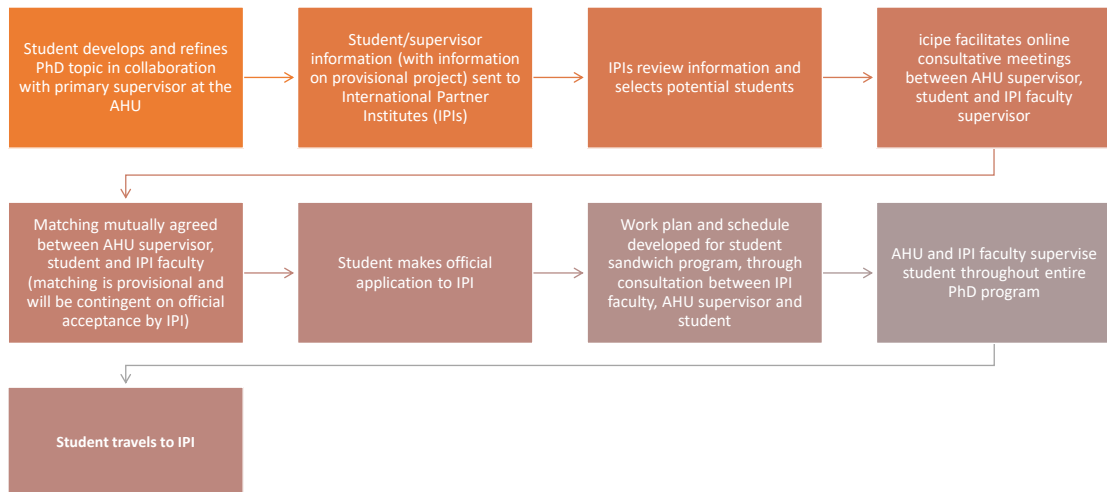 Student develops and refines
PhD topic in collaboration
with primary supervisor at the
AHU
Student/supervisor
information (with information
on provisional project) sent to
International Partner
Institutes (IPIs)
IPIs review information and
selects potential students
icipe facilitates online
consultative meetings
between AHU supervisor,
student and IPI faculty
supervisor
Matching mutually agreed
between AHU supervisor,
student and IPI faculty
(matching is provisional and
will be contingent on official
acceptance by IPI)
Student makes official
application to IPI
Work plan and schedule
developed for student
sandwich program, through
consultation between IPI
faculty, AHU supervisor and
student
AHU and IPI faculty supervise
student throughout entire
PhD program
Student travels to IPI